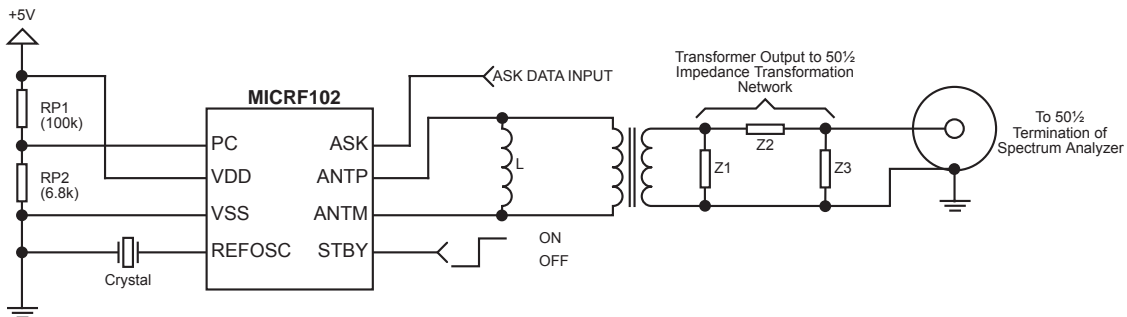 +5V
RP1
(100k)
RP2
(6.8k)
MICRF102
PC
VDD
VSS
REFOSC
ASK
ANTP
ANTM
STBY
Crystal
ASK DATA INPUT
L
ON
OFF
Transformer Output to 50½
Impedance Transformation
Network
Z1
Z2
Z3
To 50½
Termination of
Spectrum Analyzer